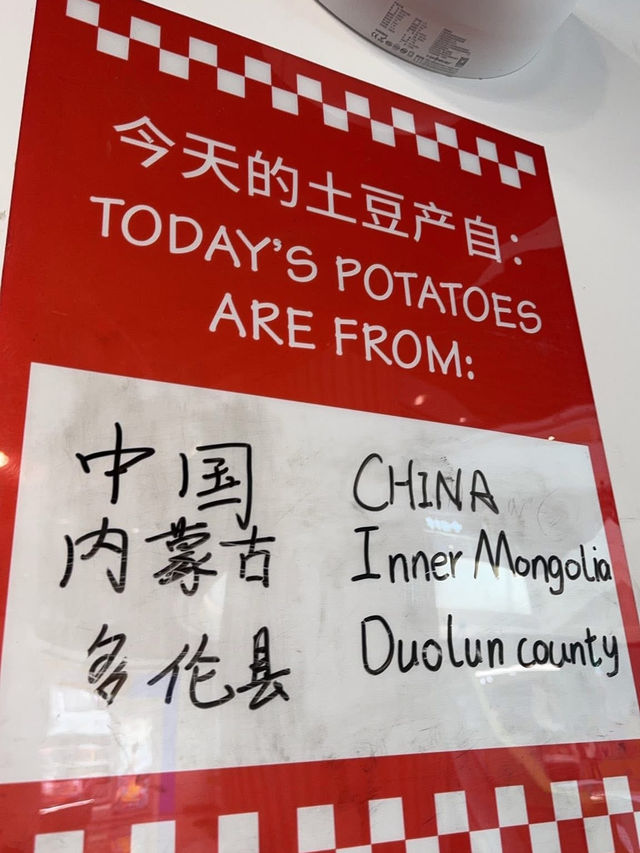 今天的土豆产自:
TODAY'S POTATOES
ARE FROM:
中国 CHINA
内蒙古 Inner Mongolia
多伦县 Duolun county